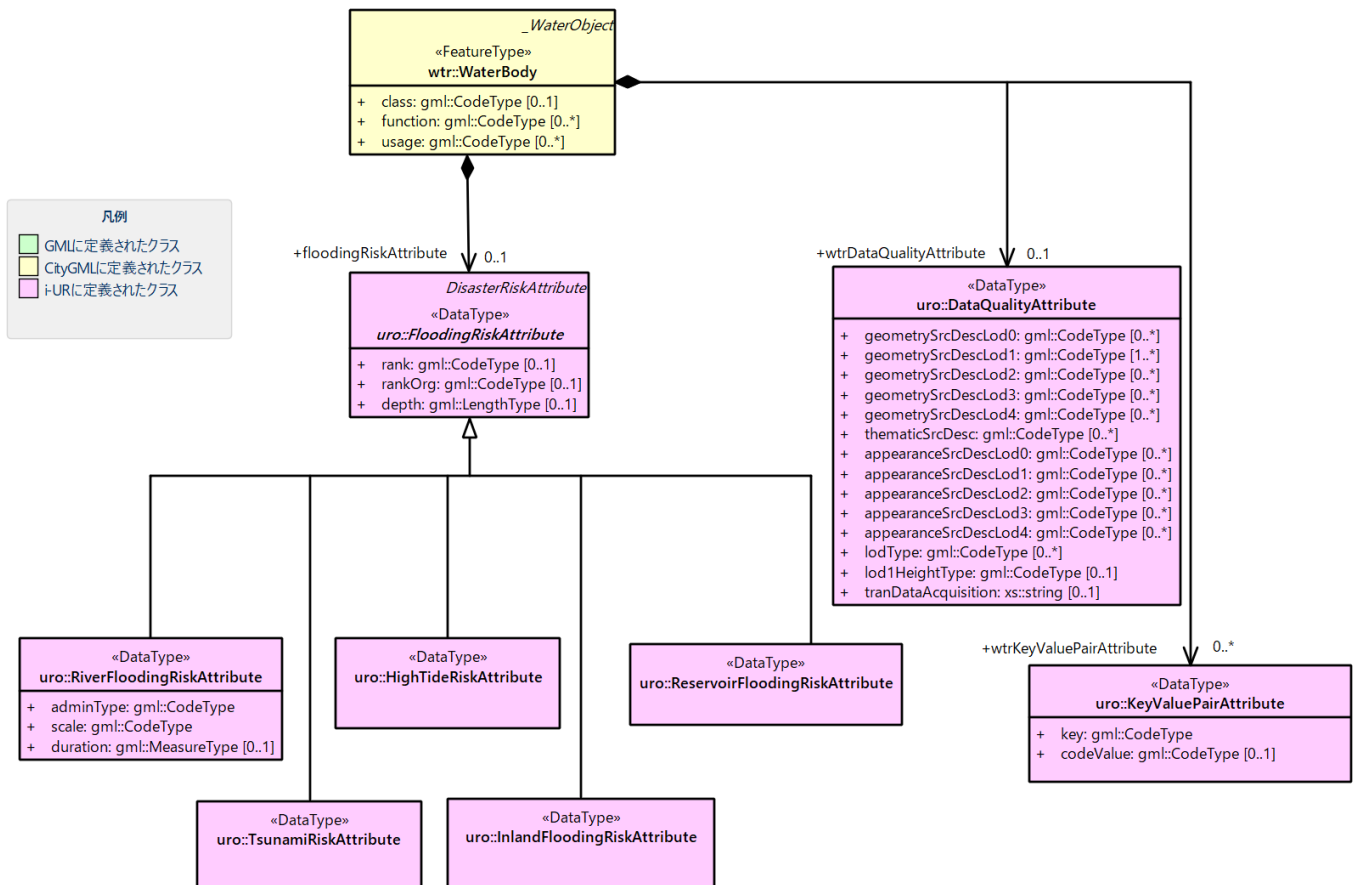 _WaterObject
«FeatureType»
wtr::WaterBody
+ class: gml::CodeType [0..1]
+ function: gml::CodeType [0..*]
+ usage: gml::CodeType [0..*]
凡例
GMLに定義されたクラス
CityGMLに定義されたクラス
i-URに定義されたクラス
+floodingRiskAttribute
0..1
DisasterRiskAttribute
«DataType»
uro::FloodingRiskAttribute
+ rank: gml::CodeType [0..1]
+ rankOrg: gml::CodeType [0..1]
+ depth: gml::LengthType [0..1]
+wtrDataQualityAttribute
0..1
«DataType»
uro::DataQualityAttribute
+ geometrySrcDescLod0: gml::CodeType [0..*]
+ geometrySrcDescLod1: gml::CodeType [1..*]
+ geometrySrcDescLod2: gml::CodeType [0..*]
+ geometrySrcDescLod3: gml::CodeType [0..*]
+ geometrySrcDescLod4: gml::CodeType [0..*]
+ thematicSrcDesc: gml::CodeType [0..*]
+ appearanceSrcDescLod0: gml::CodeType [0..*]
+ appearanceSrcDescLod1: gml::CodeType [0..*]
+ appearanceSrcDescLod2: gml::CodeType [0..*]
+ appearanceSrcDescLod3: gml::CodeType [0..*]
+ appearanceSrcDescLod4: gml::CodeType [0..*]
+ lodType: gml::CodeType [0..*]
+ lod1HeightType: gml::CodeType [0..1]
+ tranDataAcquisition: xs::string [0..1]
«DataType»
uro::RiverFloodingRiskAttribute
+ adminType: gml::CodeType
+ scale: gml::CodeType
+ duration: gml::MeasureType [0..1]
«DataType»
uro::HighTideRiskAttribute
«DataType»
uro::ReservoirFloodingRiskAttribute
+wtrKeyValuePairAttribute
0..*
«DataType»
uro::KeyValuePairAttribute
+ key: gml::CodeType
+ codeValue: gml::CodeType [0..1]
«DataType»
uro::TsunamiRiskAttribute
«DataType»
uro::InlandFloodingRiskAttribute